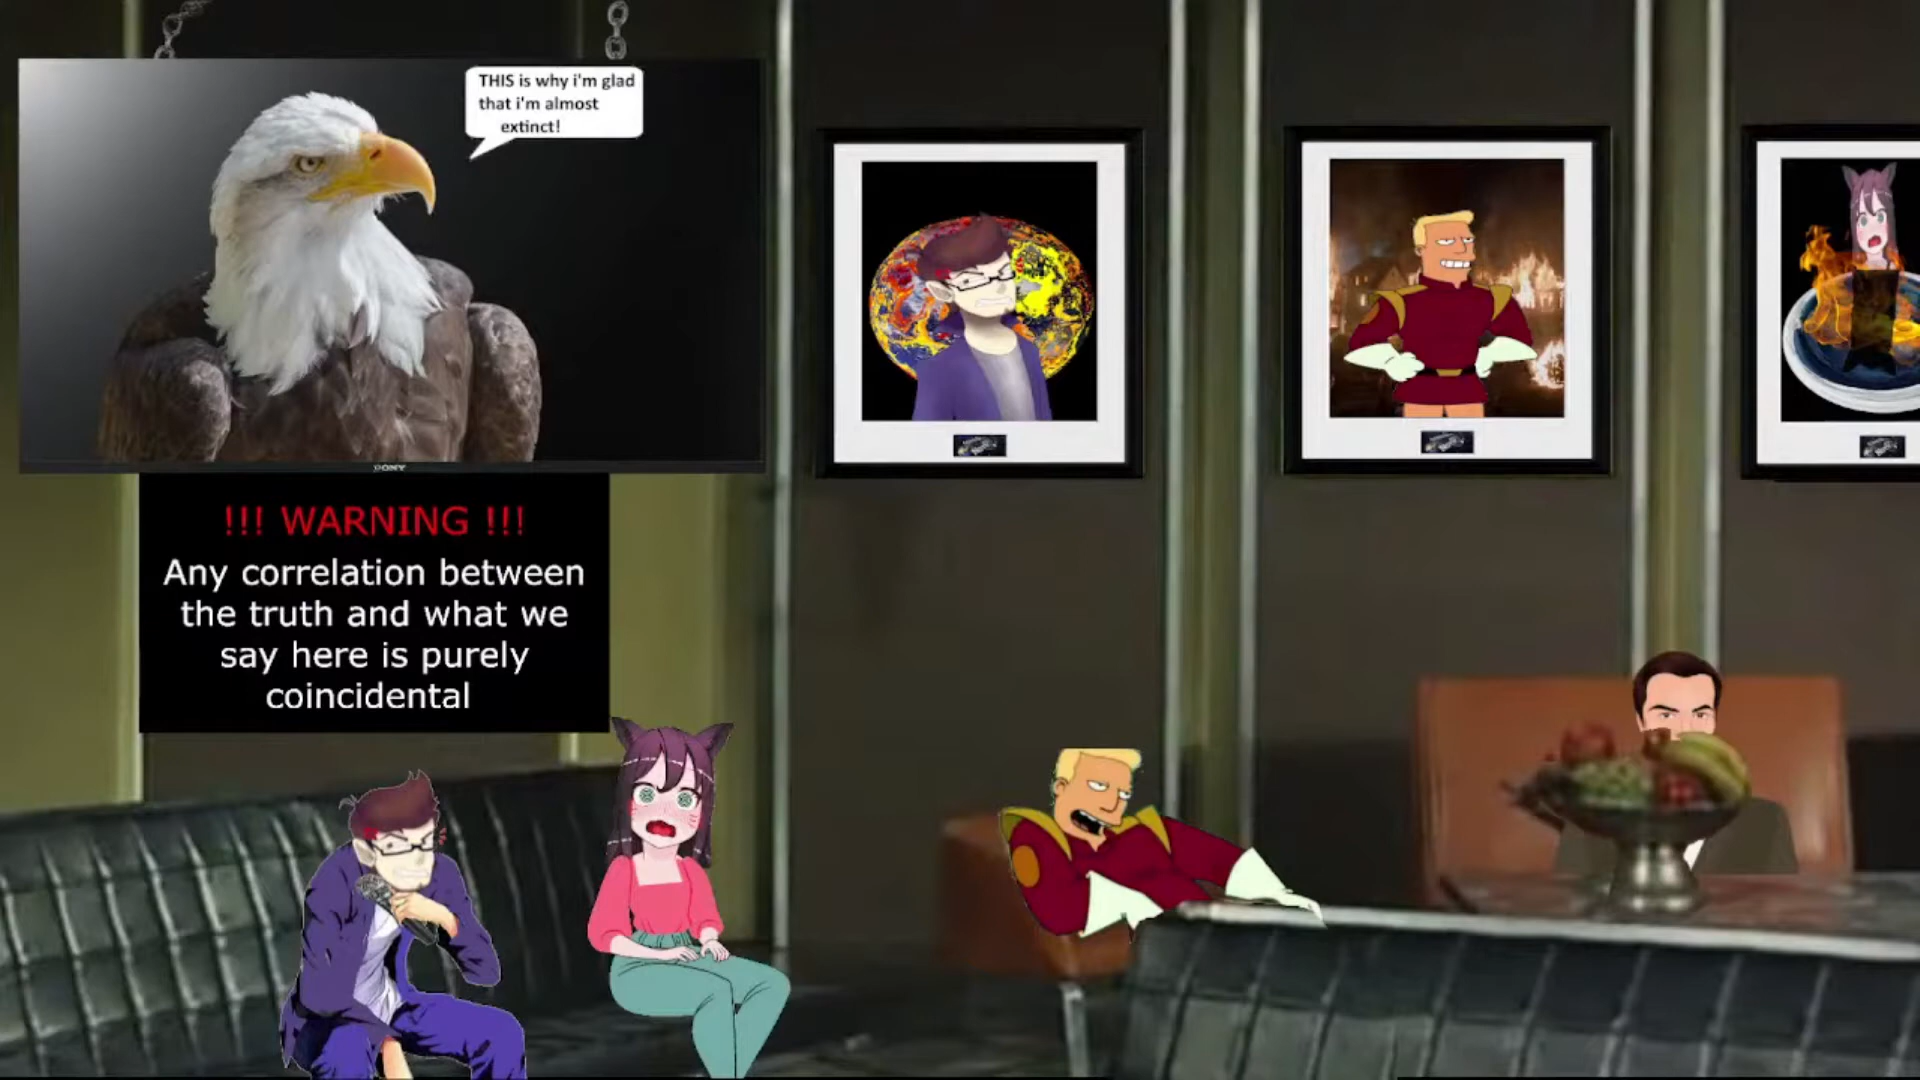 THIS is why i'm glad
that i'm almost
extinct!
PONY
!!! WARNING !!!
Any correlation between
the truth and what we
say here is purely
coincidental